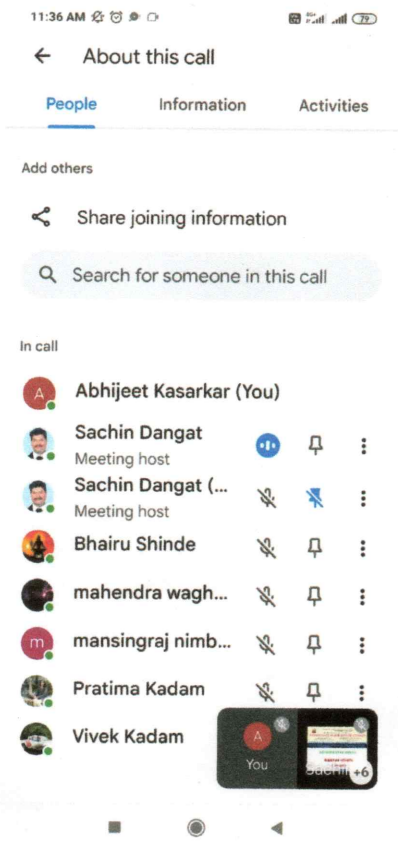 11:36 AM
79
About this call
People Information Activities
Add others
Share joining information
Search for someone in this call
In call
A Abhijeet Kasarkar (You)
Sachin Dangat
Meeting host
Sachin Dangat (...
Meeting host
Bhairu Shinde
mahendra wagh...
m mansingraj nimb...
Pratima Kadam
Vivek Kadam
A
You
Sachin
+6